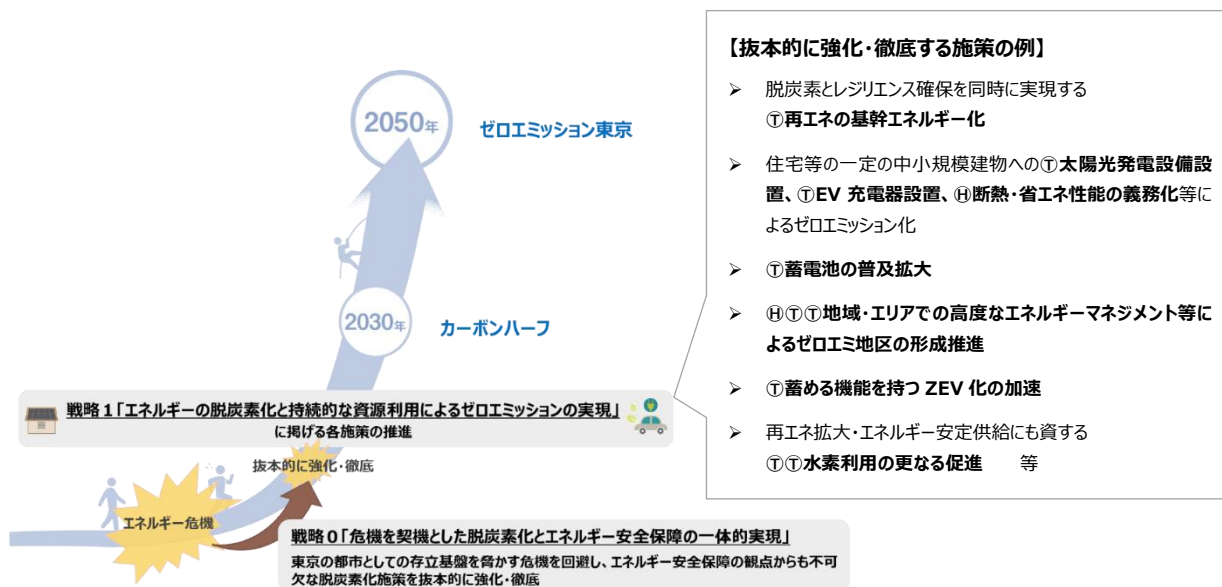 2050年
ゼロエミッション東京
2030年
カーボンハーフ
戦略1「エネルギーの脱炭素化と持続的な資源利用によるゼロエミッションの実現」
に掲げる各施策の推進
抜本的に強化・徹底
エネルギー危機
戦略0「危機を契機とした脱炭素化とエネルギー安全保障の一体的実現」
東京の都市としての存立基盤を脅かす危機を回避し、エネルギー安全保障の観点からも不可
欠な脱炭素化施策を抜本的に強化・徹底
【抜本的に強化・徹底する施策の例】
➢ 脱炭素とレジリエンス確保を同時に実現する
Ⓣ再エネの基幹エネルギー化
➢ 住宅等の一定の中小規模建物へのⓉ太陽光発電設備設
置、ⓉEV 充電器設置、Ⓗ断熱・省エネ性能の義務化等に
よるゼロエミッション化
➢ Ⓣ蓄電池の普及拡大
➢ ⒽⓉⓉ地域・エリアでの高度なエネルギーマネジメント等に
よるゼロエミ地区の形成推進
➢ Ⓣ蓄める機能を持つ ZEV 化の加速
➢ 再エネ拡大・エネルギー安定供給にも資する
ⓉⓉ水素利用の更なる促進 等